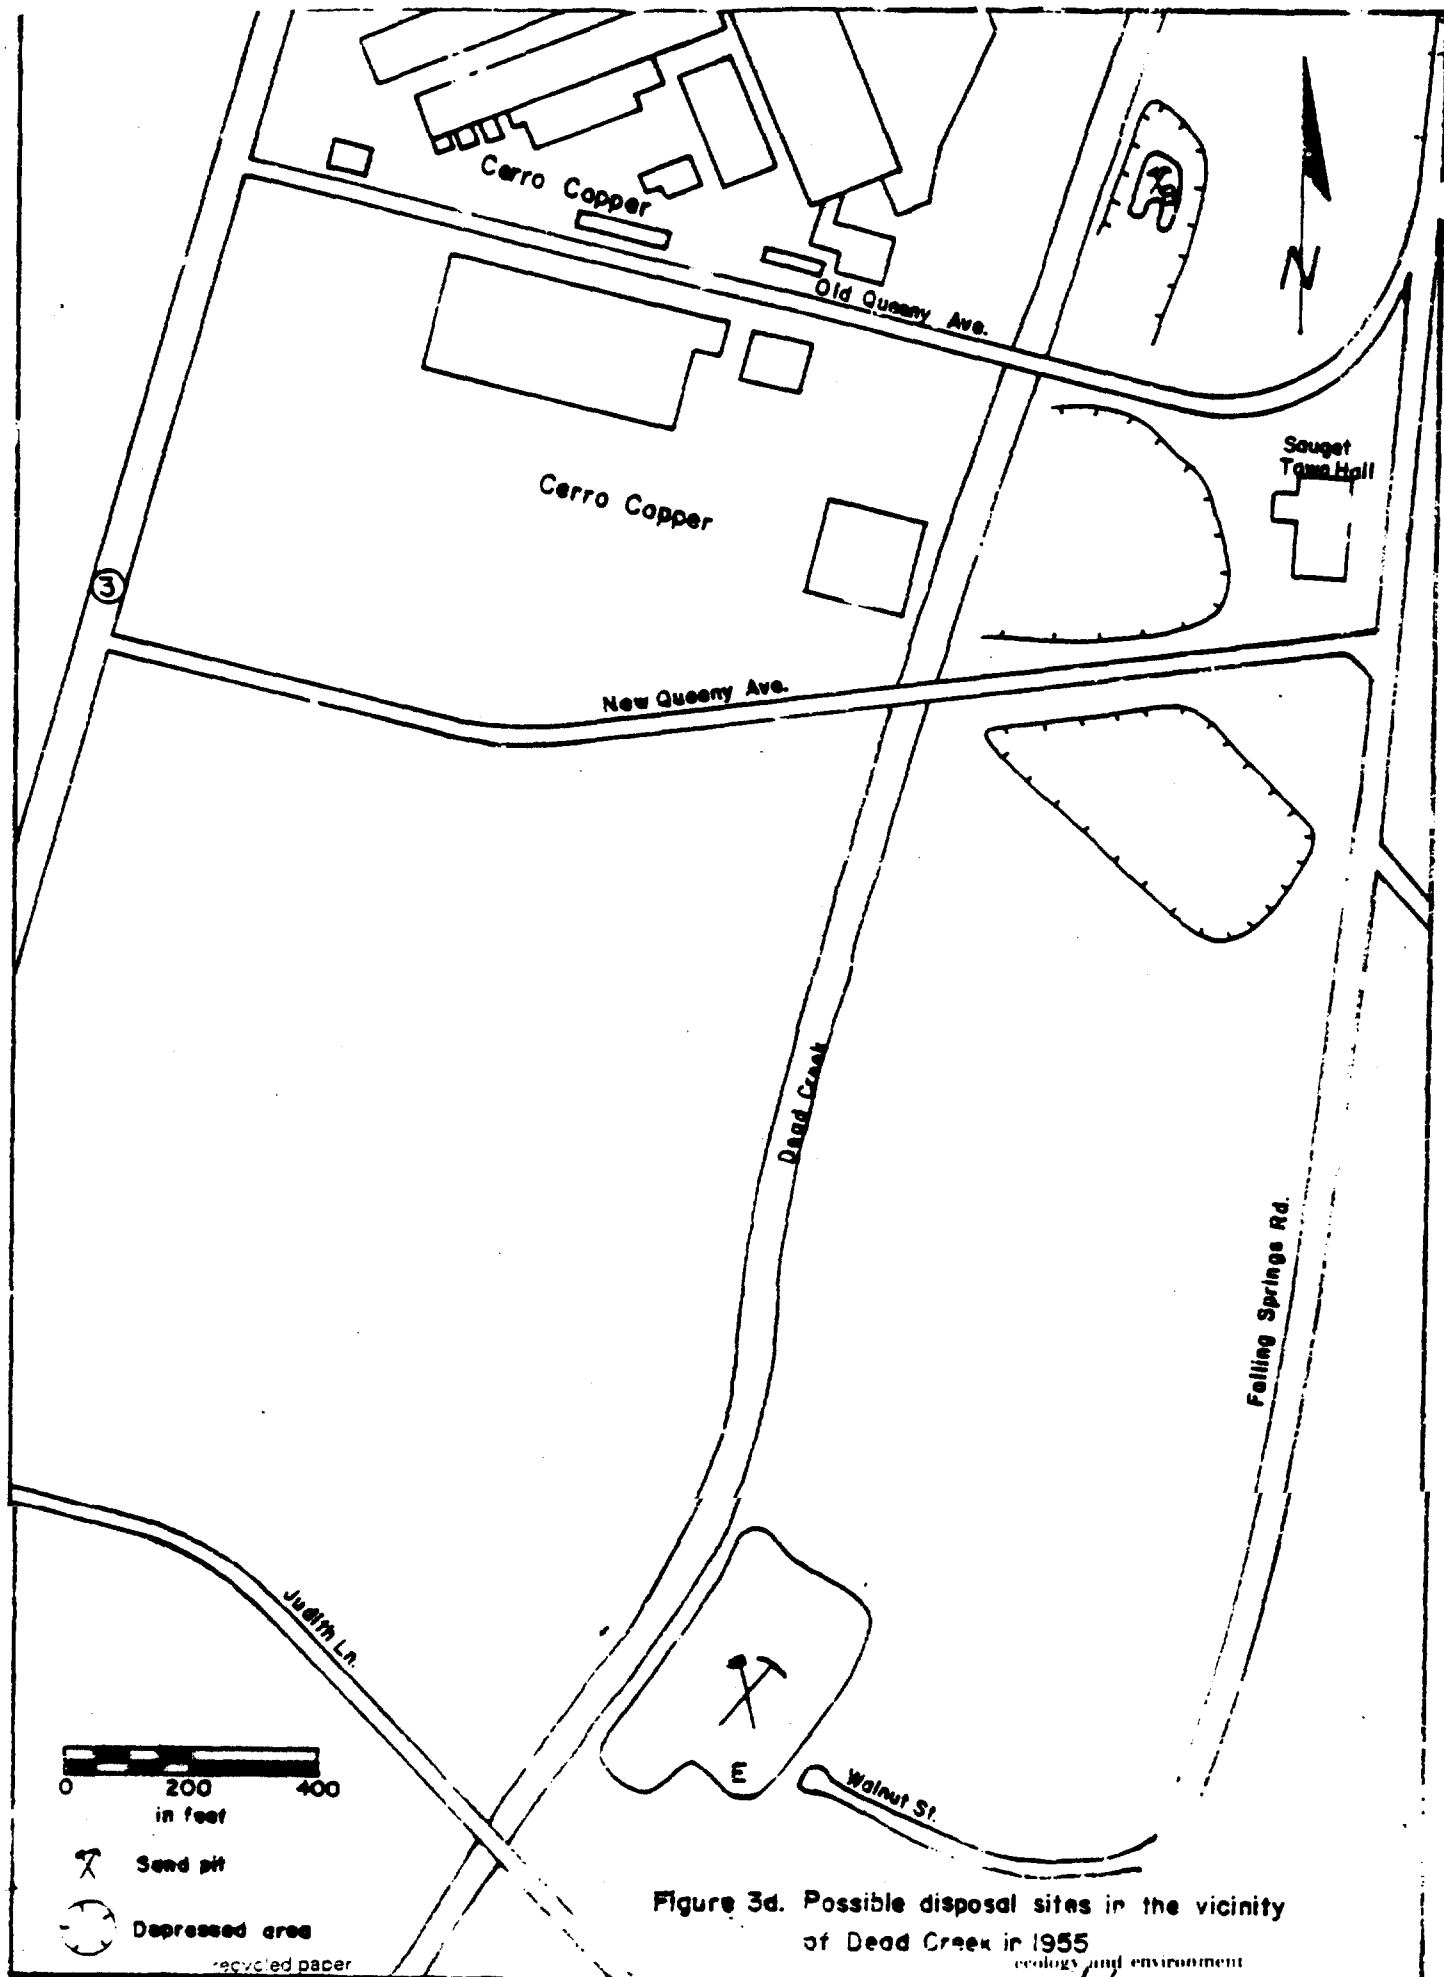 Cerro Copper
Old Queeny Ave.
N
Sauget
Town Hall
Cerro Copper
3
New Queeny Ave.
Dead Creek
Falling Springs Rd.
Judith Ln.
E
Walnut St.
0 200 400
in feet
Sand pit
Depressed area
Figure 3d. Possible disposal sites in the vicinity
of Dead Creek in 1955
recycled paper
ecology and environment